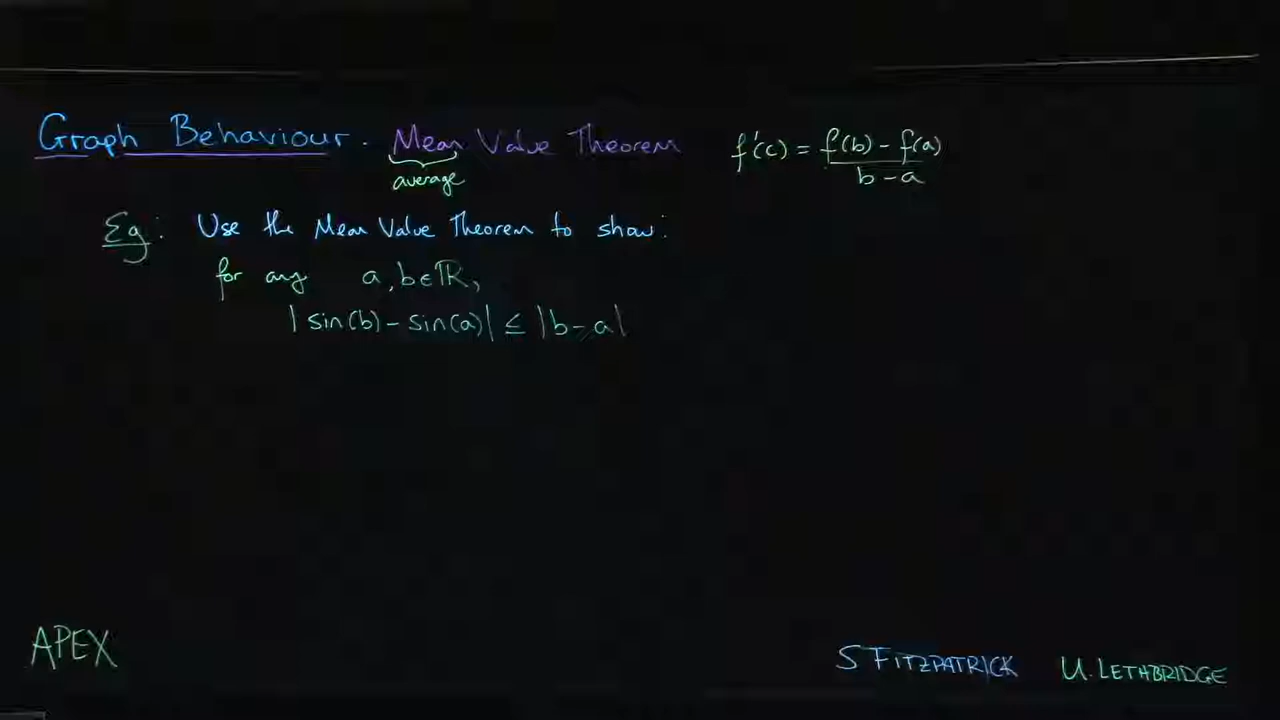 Graph Behaviour. Mean Value Theorem f'(c) = f(b) - f(a) / b - a
average
Eg: Use the Mean Value Theorem to show:
for any a, b ∈ ℝ,
|sin(b) - sin(a)| ≤ |b - a|
APEX
S FITZPATRICK U. LETHBRIDGE